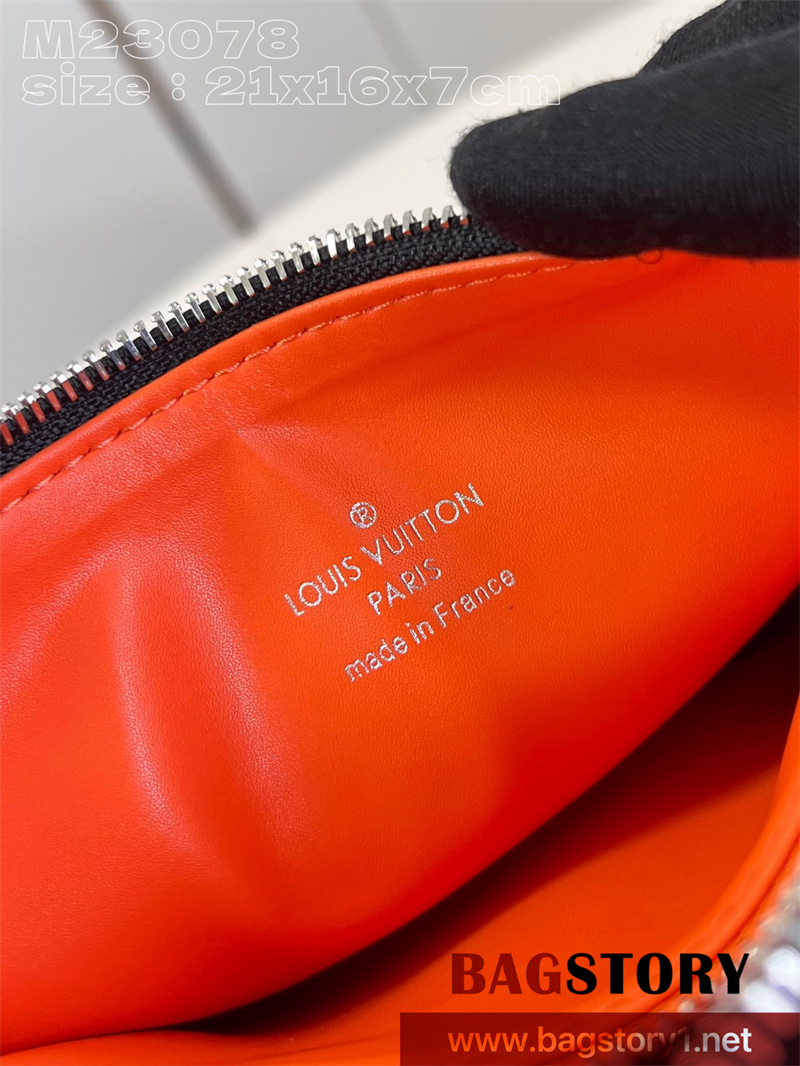 M23078
size : 21x16x7cm
®
LOUIS VUITTON
PARIS
made in France
BAGSTORY
www.bagstory1.net